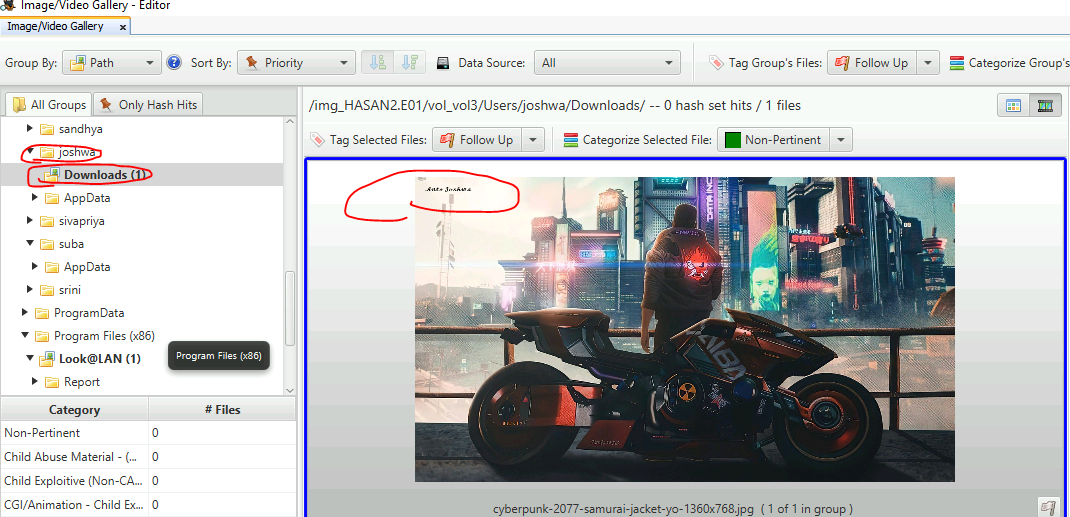 Image/Video Gallery - Editor
Image/Video Gallery ×
Group By: Path Sort By: Priority Data Source: All Tag Group's Files: Follow Up Categorize Group's
All Groups Only Hash Hits
/img_HASAN2.E01/vol_vol3/Users/joshwa/Downloads/ -- 0 hash set hits / 1 files
Tag Selected Files: Follow Up Categorize Selected File: Non-Pertinent
sandhya
joshwa
Downloads (1)
AppData
sivapriya
suba
AppData
srini
ProgramData
Program Files (x86)
Look@LAN (1)
Program Files (x86)
Report
Category # Files
Non-Pertinent 0
Child Abuse Material - (... 0
Child Exploitive (Non-CA... 0
CGI/Animation - Child Ex... 0
Anto Joshwa
DATA INC
cyberpunk-2077-samurai-jacket-yo-1360x768.jpg ( 1 of 1 in group )